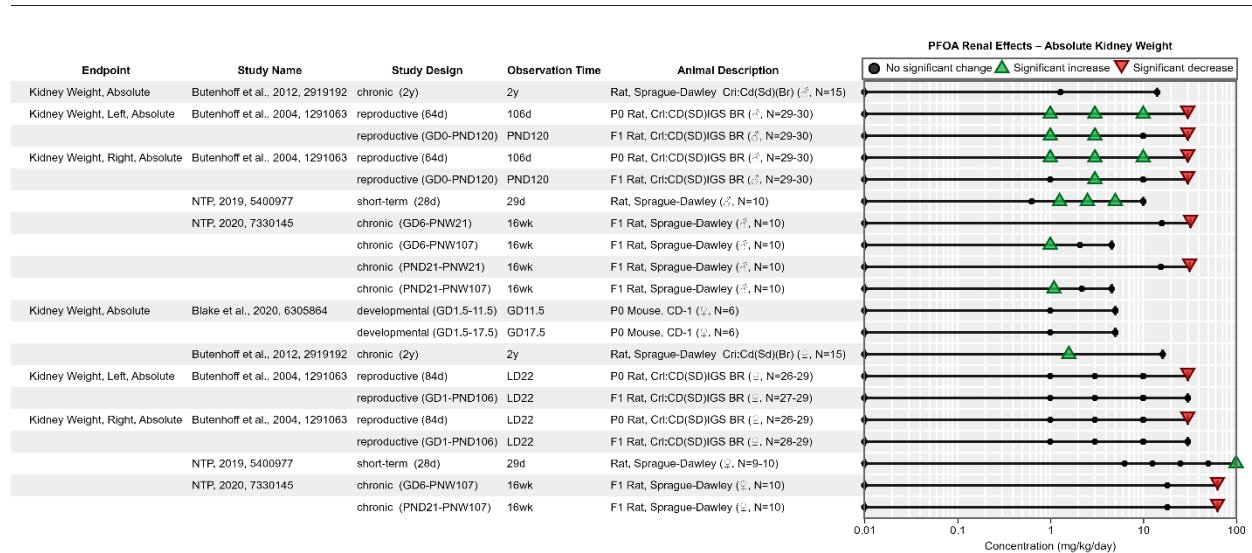 PFOA Renal Effects – Absolute Kidney Weight
Endpoint Study Name Study Design Observation Time Animal Description No significant change Significant increase Significant decrease
Kidney Weight, Absolute Butenhoff et al., 2012, 2919192 chronic (2y) 2y Rat, Sprague-Dawley Crl:Cd(Sd)(Br) (♂, N=15)
Kidney Weight, Left, Absolute Butenhoff et al., 2004, 1291063 reproductive (64d) 106d P0 Rat, Crl:CD(SD)IGS BR (♂, N=29-30)
reproductive (GD0-PND120) PND120 F1 Rat, Crl:CD(SD)IGS BR (♂, N=29-30)
Kidney Weight, Right, Absolute Butenhoff et al., 2004, 1291063 reproductive (64d) 106d P0 Rat, Crl:CD(SD)IGS BR (♂, N=29-30)
reproductive (GD0-PND120) PND120 F1 Rat, Crl:CD(SD)IGS BR (♂, N=29-30)
NTP, 2019, 5400977 short-term (28d) 29d Rat, Sprague-Dawley (♂, N=10)
NTP, 2020, 7330145 chronic (GD6-PNW21) 16wk F1 Rat, Sprague-Dawley (♂, N=10)
chronic (GD6-PNW107) 16wk F1 Rat, Sprague-Dawley (♂, N=10)
chronic (PND21-PNW21) 16wk F1 Rat, Sprague-Dawley (♂, N=10)
chronic (PND21-PNW107) 16wk F1 Rat, Sprague-Dawley (♂, N=10)
Kidney Weight, Absolute Blake et al., 2020, 6305864 developmental (GD1.5-11.5) GD11.5 P0 Mouse, CD-1 (♀, N=6)
developmental (GD1.5-17.5) GD17.5 P0 Mouse, CD-1 (♀, N=6)
Butenhoff et al., 2012, 2919192 chronic (2y) 2y Rat, Sprague-Dawley Crl:Cd(Sd)(Br) (♀, N=15)
Kidney Weight, Left, Absolute Butenhoff et al., 2004, 1291063 reproductive (84d) LD22 P0 Rat, Crl:CD(SD)IGS BR (♀, N=26-29)
reproductive (GD1-PND106) LD22 F1 Rat, Crl:CD(SD)IGS BR (♀, N=27-29)
Kidney Weight, Right, Absolute Butenhoff et al., 2004, 1291063 reproductive (84d) LD22 P0 Rat, Crl:CD(SD)IGS BR (♀, N=26-29)
reproductive (GD1-PND106) LD22 F1 Rat, Crl:CD(SD)IGS BR (♀, N=28-29)
NTP, 2019, 5400977 short-term (28d) 29d Rat, Sprague-Dawley (♀, N=9-10)
NTP, 2020, 7330145 chronic (GD6-PNW107) 16wk F1 Rat, Sprague-Dawley (♀, N=10)
chronic (PND21-PNW107) 16wk F1 Rat, Sprague-Dawley (♀, N=10)
0.01 0.1 1 10 100
Concentration (mg/kg/day)